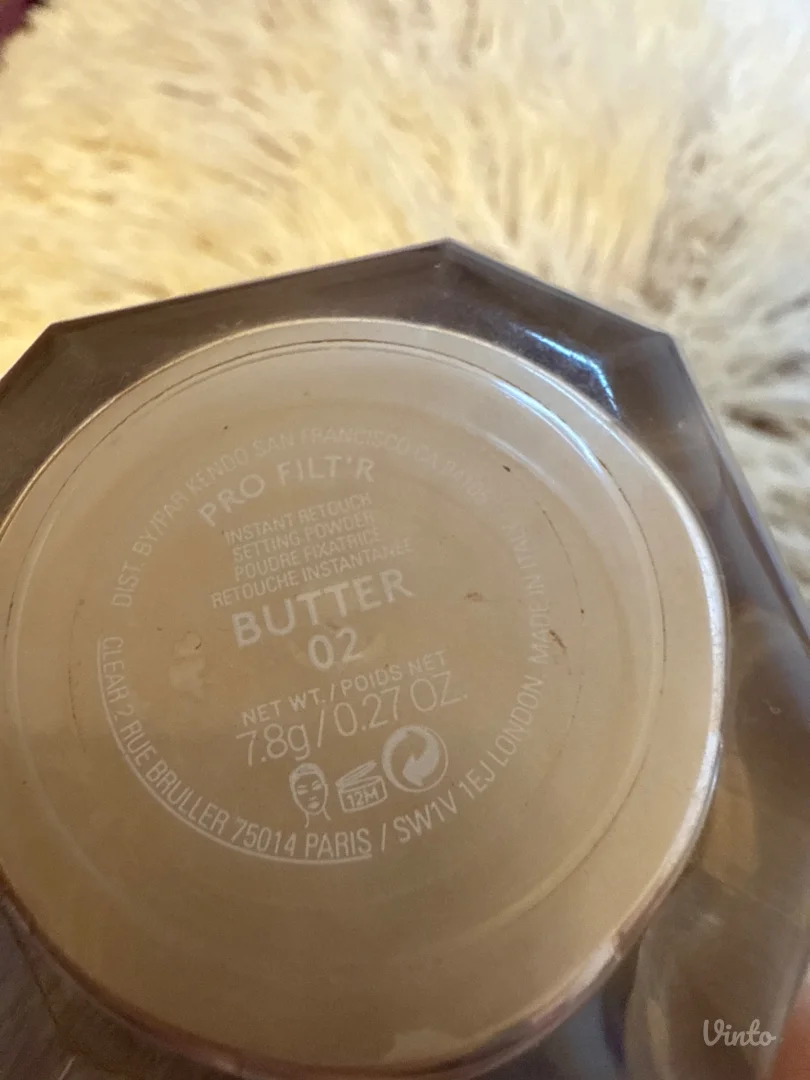 DIST. BY/PAR KENDO SAN FRANCISCO CA
PRO FILT'R
INSTANT RETOUCH
SETTING POWDER
POUDRE FIXATRICE
RETOUCHE INSTANTANÉE
BUTTER
02
NET WT./POIDS NET
7.8g/0.27 OZ.
12M
CLEAR 2 RUE BRULLER 75014 PARIS / SW1V 1EJ LONDON MADE IN ITALY
Vinto